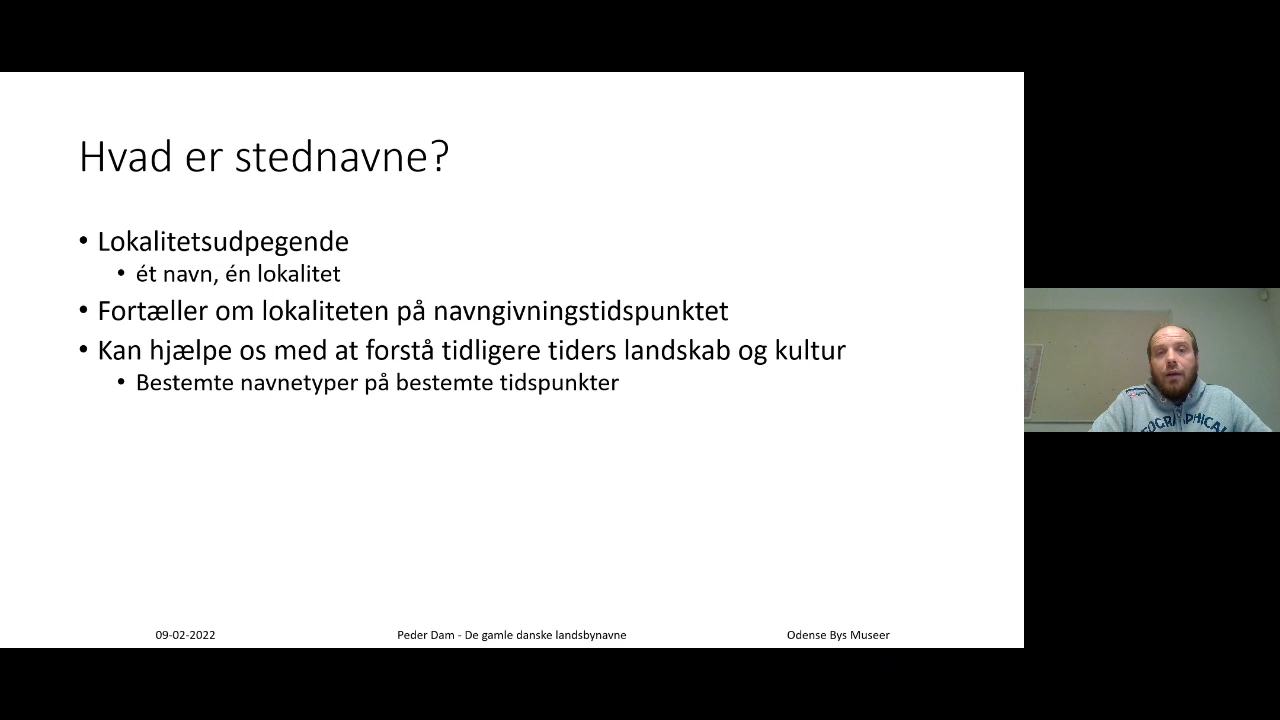 Hvad er stednavne?
• Lokalitetsudpegende
• ét navn, én lokalitet
• Fortæller om lokaliteten på navngivningstidspunktet
• Kan hjælpe os med at forstå tidligere tiders landskab og kultur
• Bestemte navnetyper på bestemte tidspunkter
09-02-2022
Peder Dam - De gamle danske landsbynavne
Odense Bys Museer